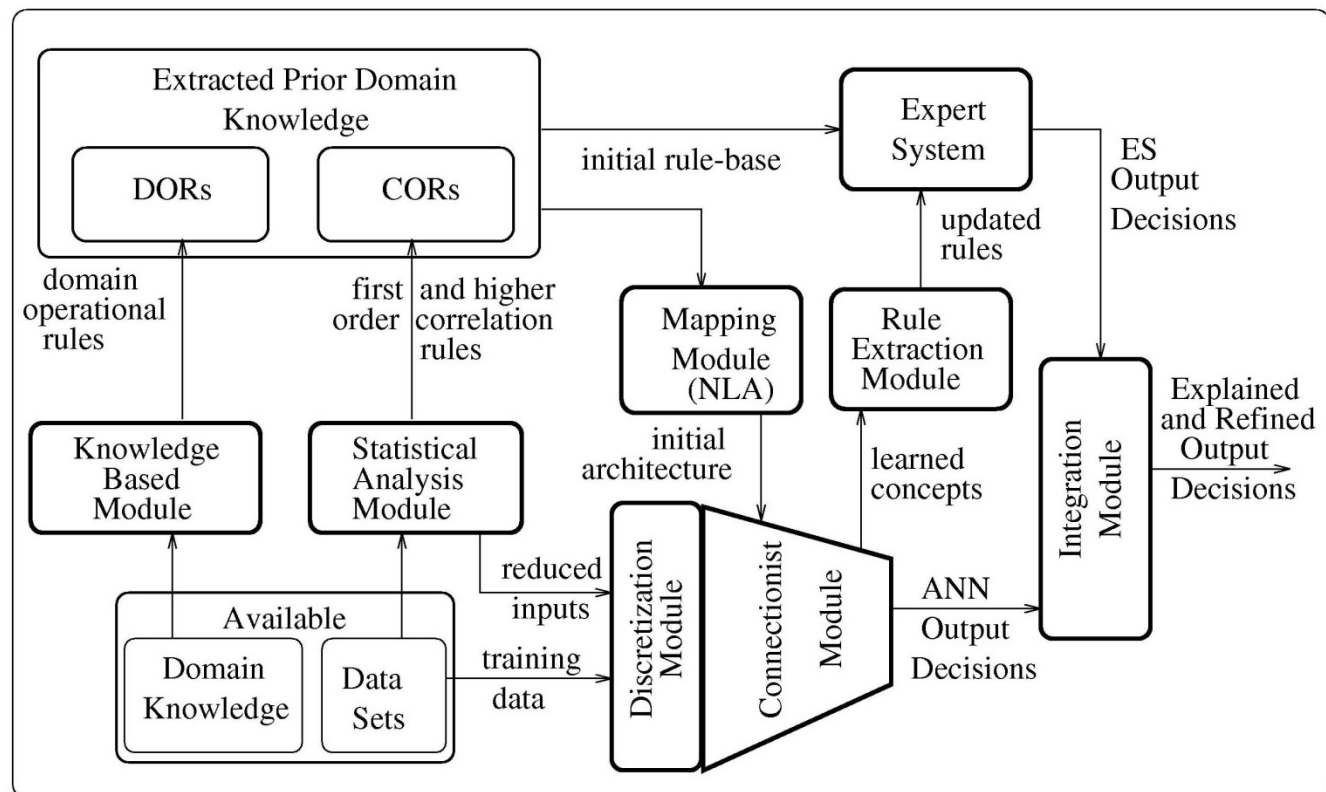 Extracted Prior Domain
Knowledge
DORs
CORs
initial rule-base
Expert
System
ES
Output
Decisions
updated
rules
domain
operational
rules
first
order
and higher
correlation
rules
Mapping
Module
(NLA)
Rule
Extraction
Module
Knowledge
Based
Module
Statistical
Analysis
Module
initial
architecture
learned
concepts
Integration
Module
Explained
and Refined
Output
Decisions
reduced
inputs
Discretization
Module
Connectionist
Module
ANN
Output
Decisions
Available
Domain
Knowledge
Data
Sets
training
data